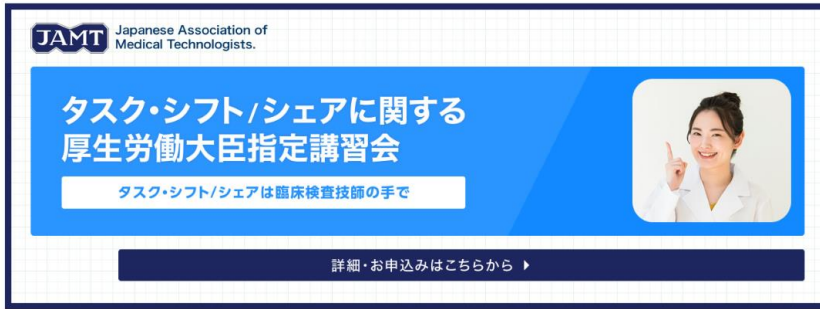 JAMT
Japanese Association of
Medical Technologists.
タスク・シフト/シェアに関する
厚生労働大臣指定講習会
タスク・シフト/シェアは臨床検査技師の手で
詳細・お申込みはこちらから